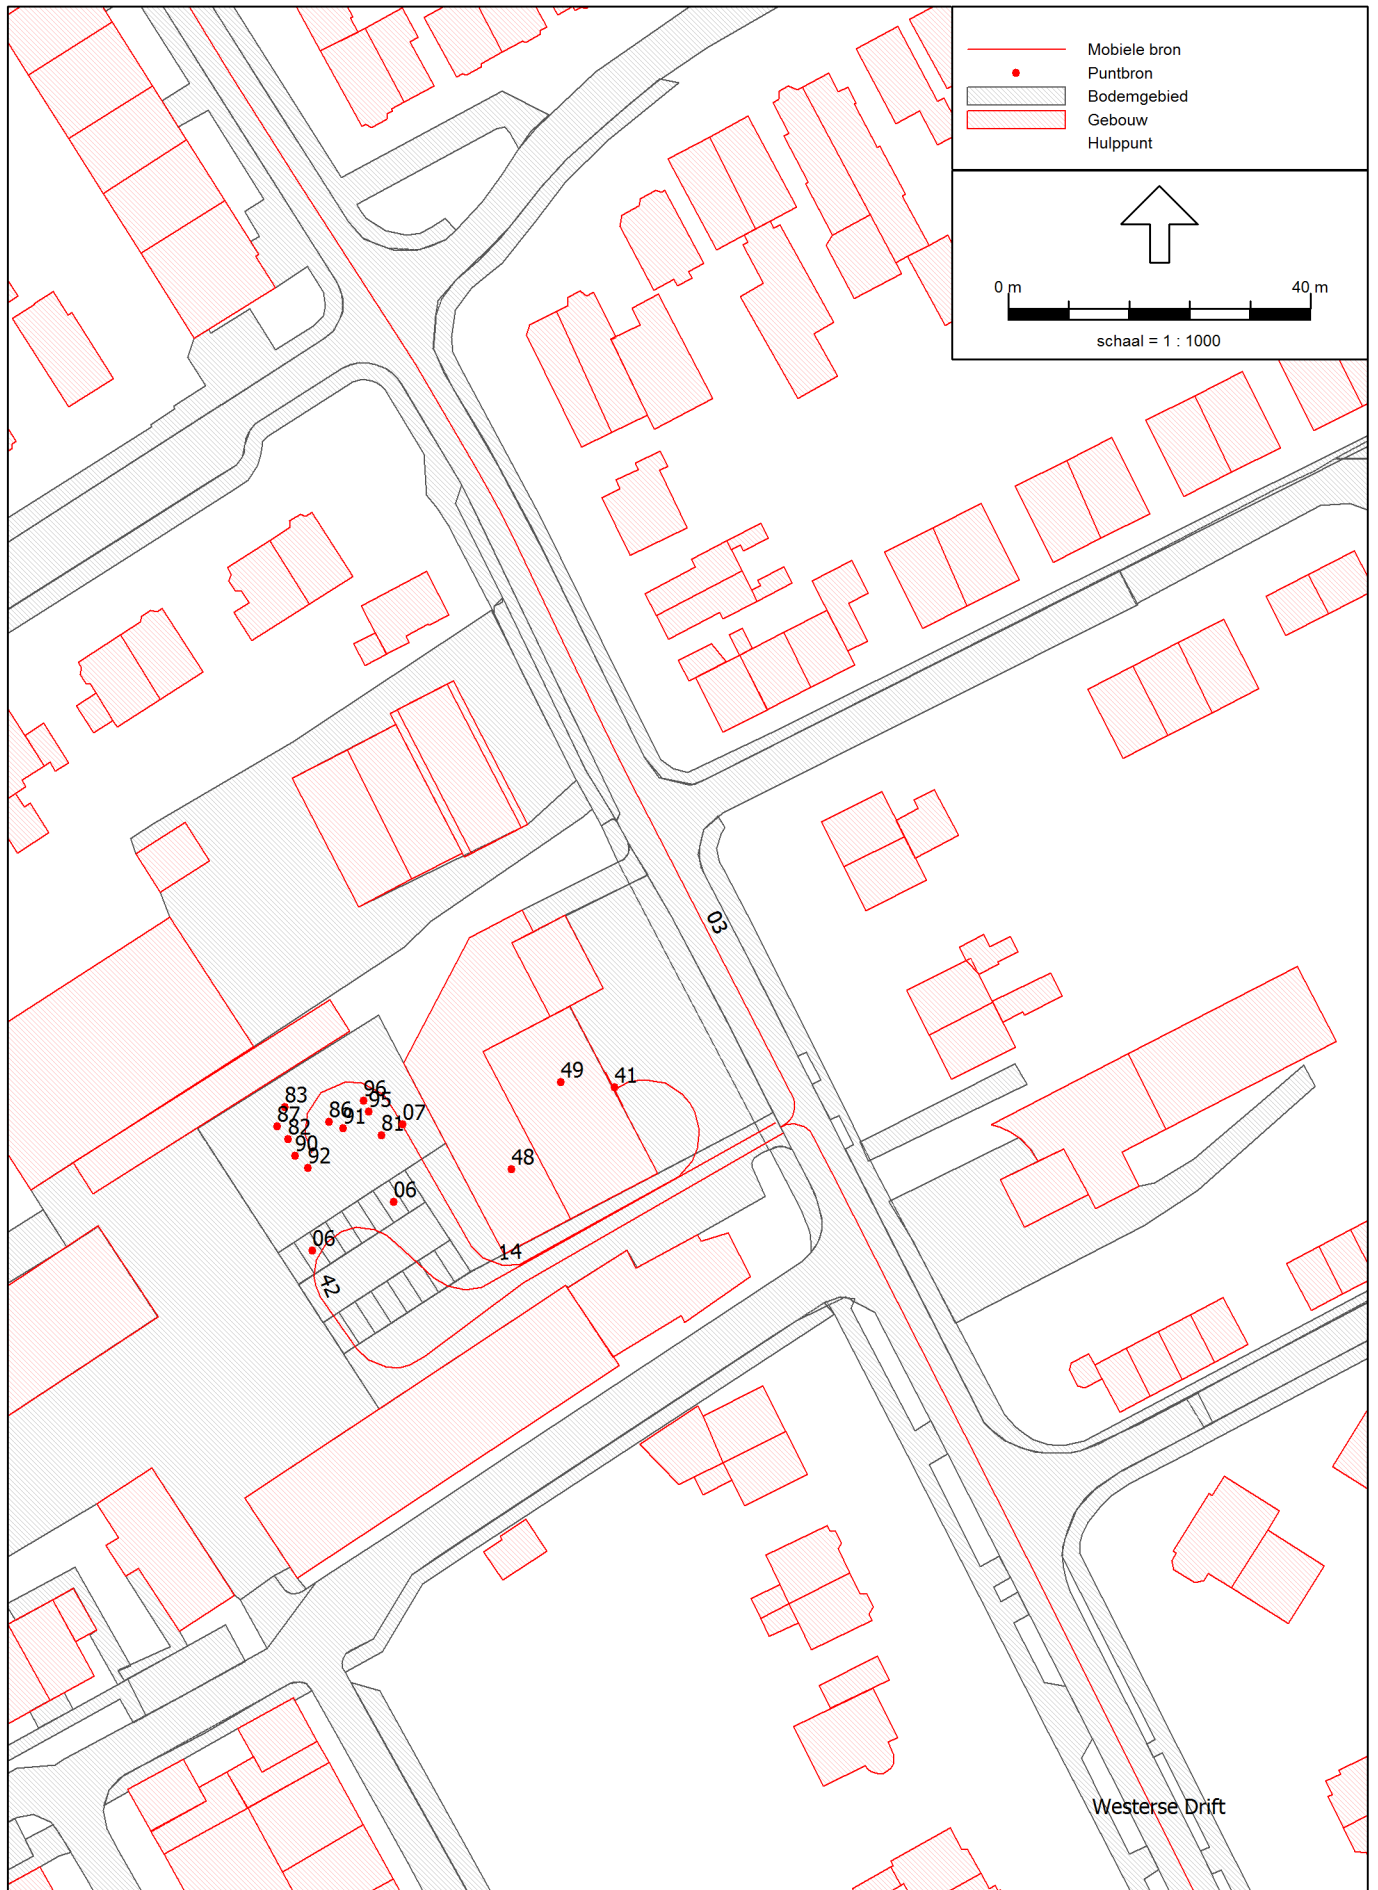 Mobiele bron
Puntbron
Bodemgebied
Gebouw
Hulppunt
0 m 40 m
schaal = 1 : 1000
03
49
41
96
95
83
86
91
07
87
82
81
90
92
48
06
06
14
42
Westerse Drift